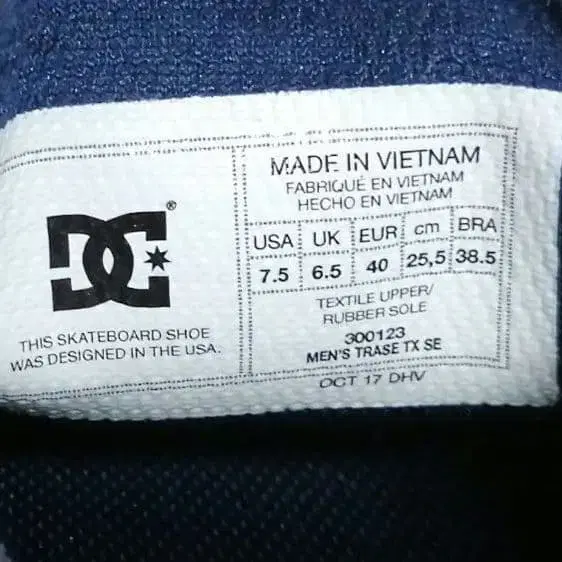 DC®
THIS SKATEBOARD SHOE
WAS DESIGNED IN THE USA.
MADE IN VIETNAM
FABRIQUÉ EN VIETNAM
HECHO EN VIETNAM
USA UK EUR cm BRA
7.5 6.5 40 25,5 38.5
TEXTILE UPPER/
RUBBER SOLE
300123
MEN'S TRASE TX SE
OCT 17 DHV